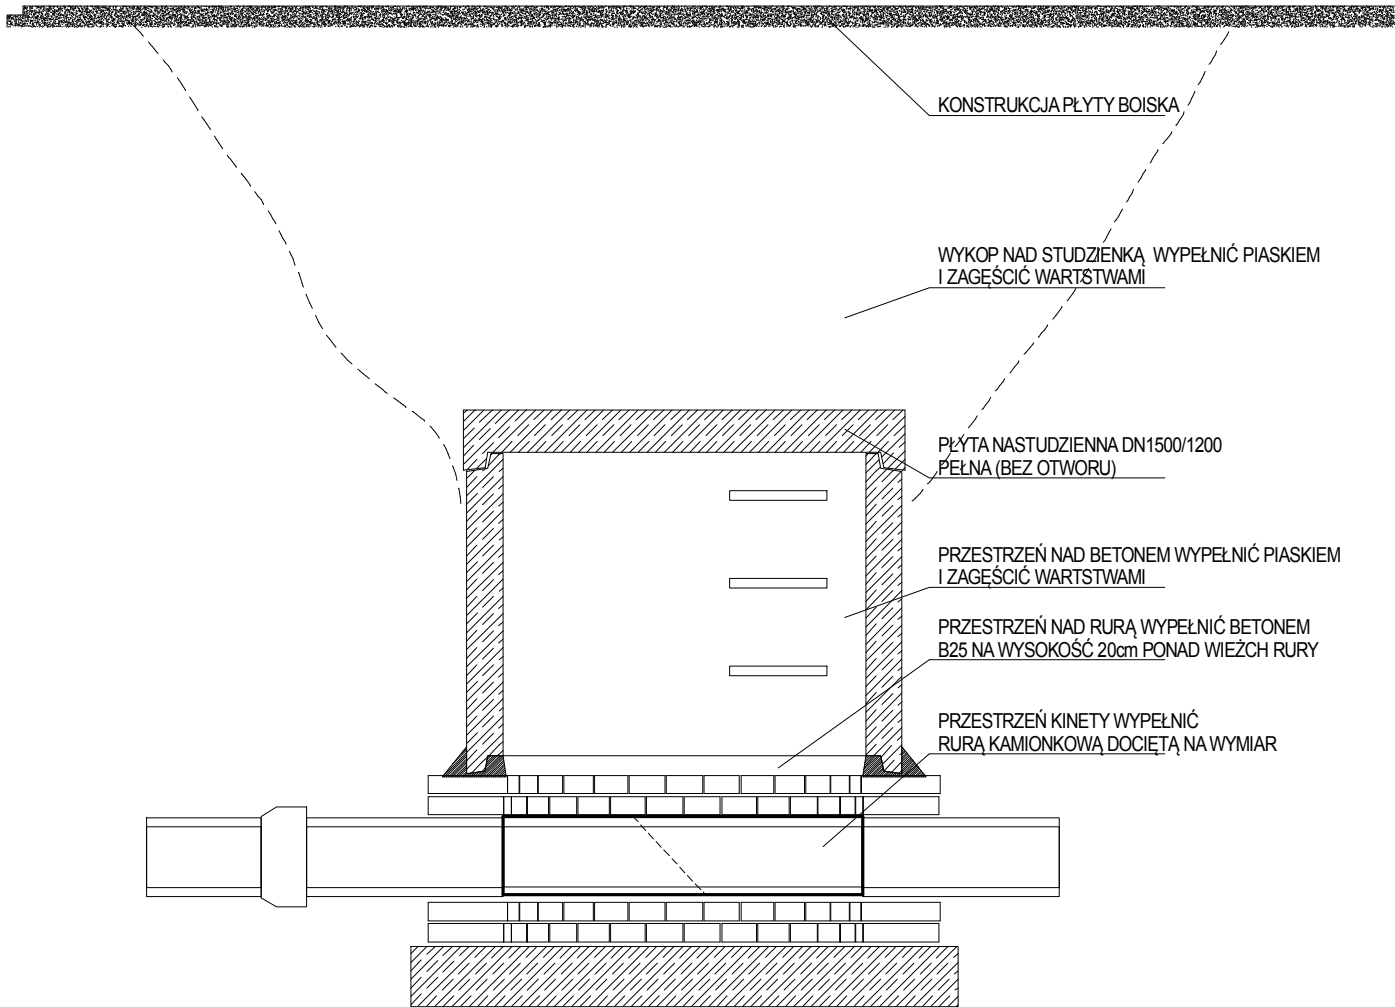 KONSTRUKCJA PŁYTY BOISKA
WYKOP NAD STUDZIENKĄ WYPEŁNIĆ PIASKIEM
I ZAGĘŚCIĆ WARTSTWAMI
PŁYTA NASTUDZIENNA DN1500/1200
PEŁNA (BEZ OTWORU)
PRZESTRZEŃ NAD BETONEM WYPEŁNIĆ PIASKIEM
I ZAGĘŚCIĆ WARTSTWAMI
PRZESTRZEŃ NAD RURĄ WYPEŁNIĆ BETONEM
B25 NA WYSOKOŚĆ 20cm PONAD WIEŻCH RURY
PRZESTRZEŃ KINETY WYPEŁNIĆ
RURĄ KAMIONKOWĄ DOCIĘTĄ NA WYMIAR